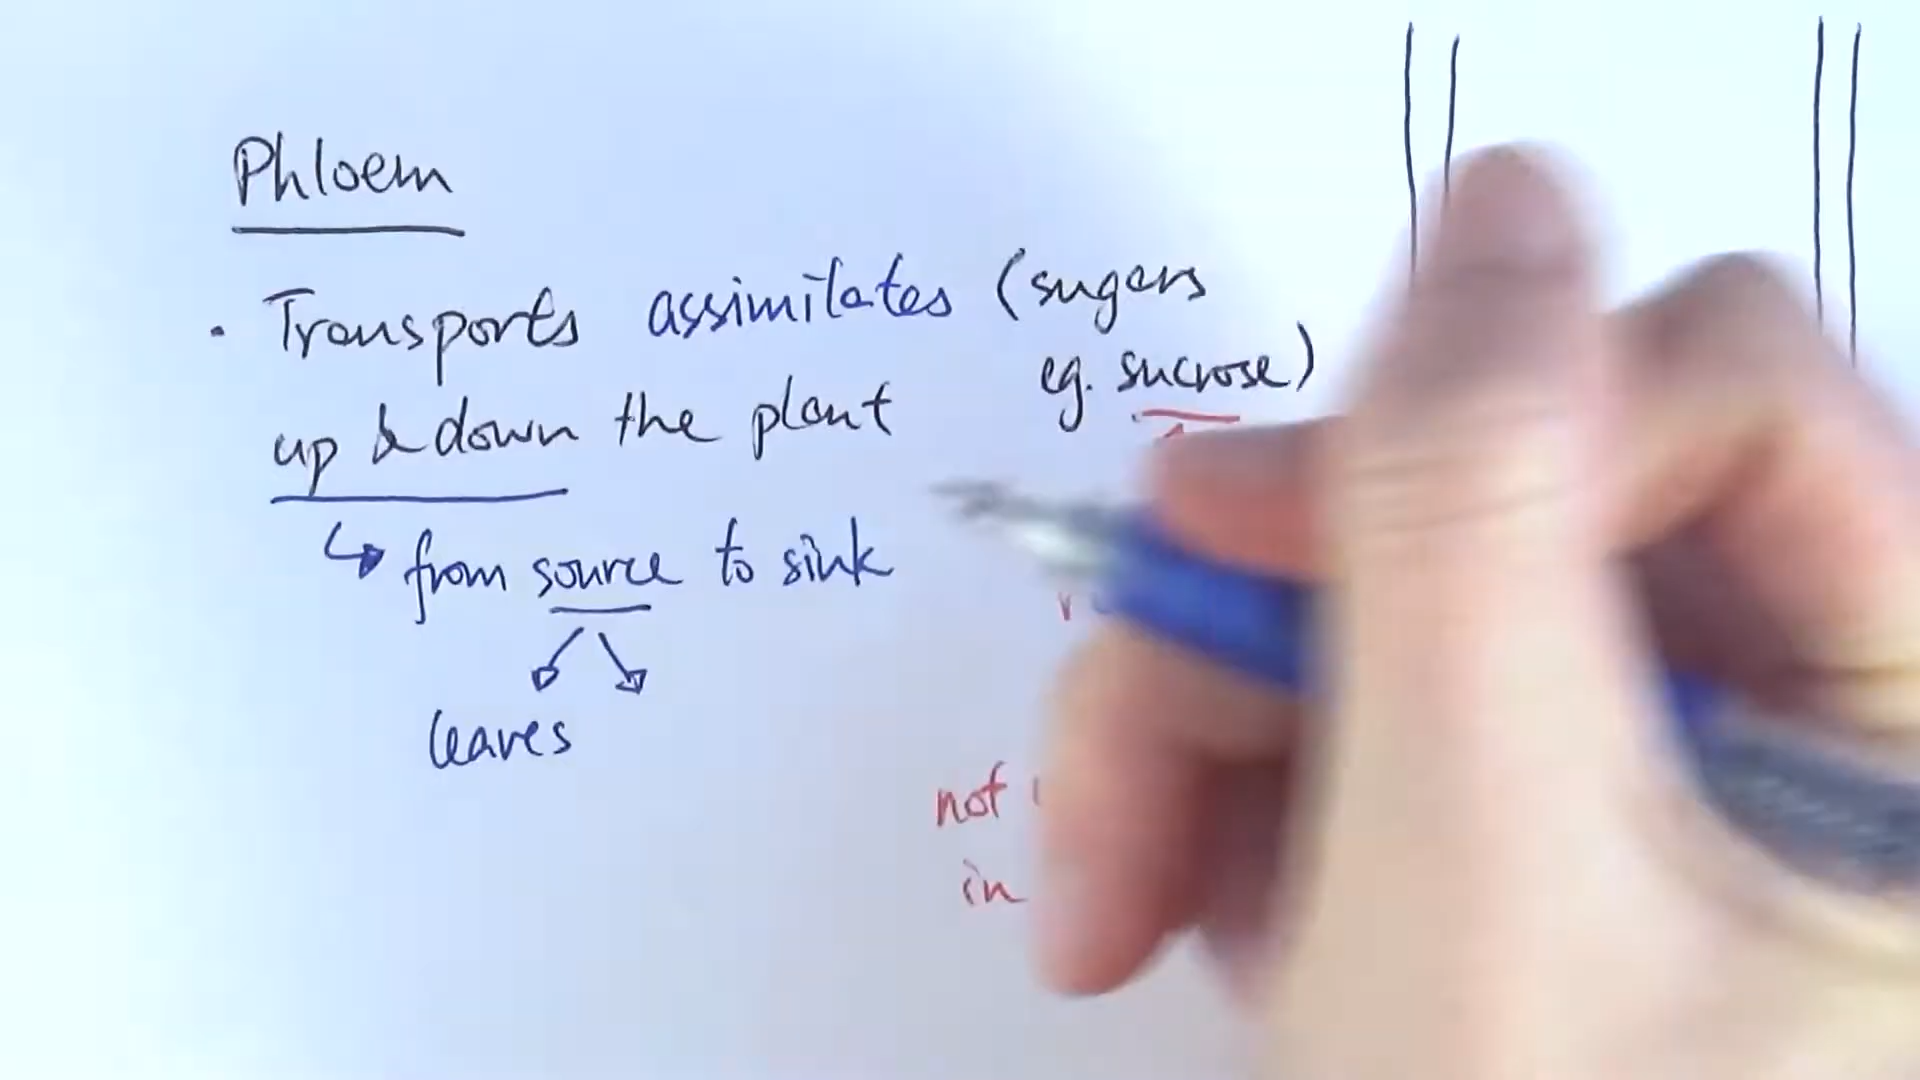 Phloem
· Transports assimilates (sugars
eg. sucrose)
up & down the plant
↳ from source to sink
leaves
not
in